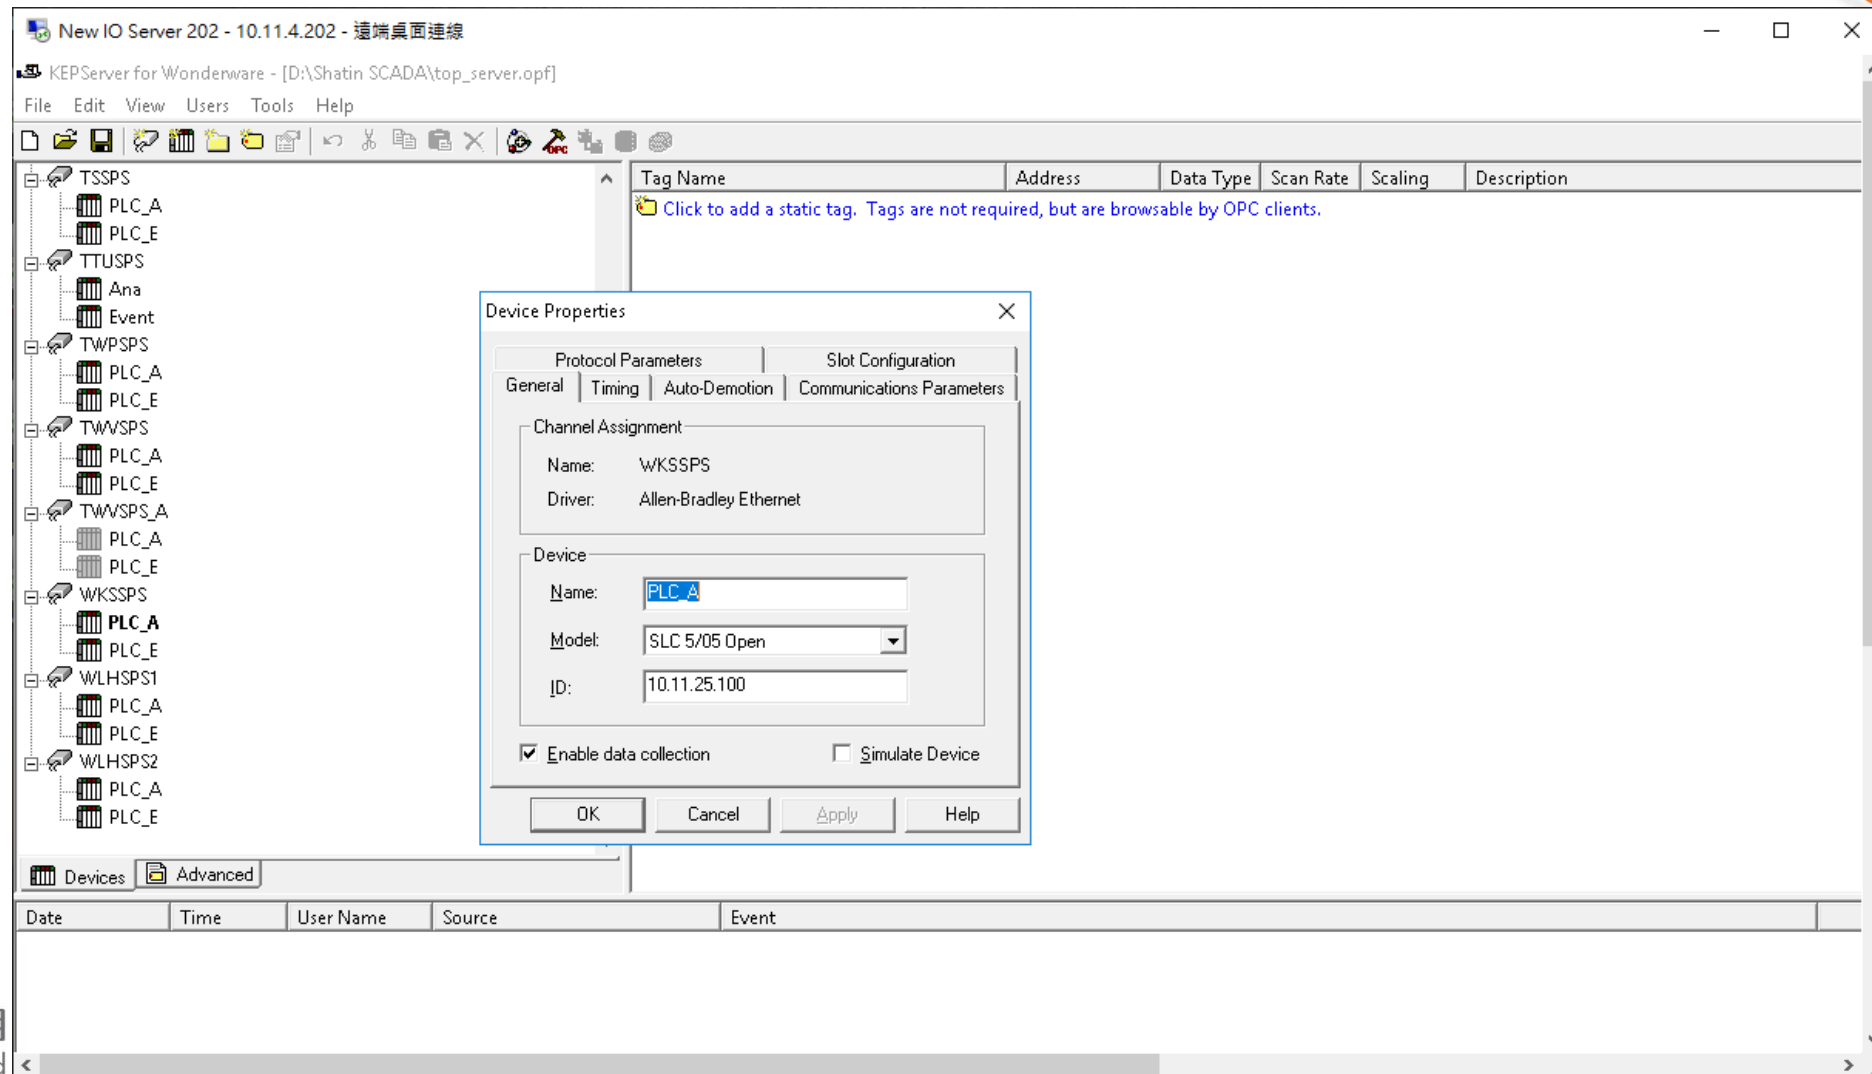 New IO Server 202 - 10.11.4.202 - 遠端桌面連線
KEPServer for Wonderware - [D:\Shatin SCADA\top_server.opf]
File Edit View Users Tools Help
TSSPS
PLC_A
PLC_E
TTUSPS
Ana
Event
TWPSPS
PLC_A
PLC_E
TWVSPS
PLC_A
PLC_E
TWVSPS_A
PLC_A
PLC_E
WKSSPS
PLC_A
PLC_E
WLHSPS1
PLC_A
PLC_E
WLHSPS2
PLC_A
PLC_E
Devices Advanced
Tag Name Address Data Type Scan Rate Scaling Description
Click to add a static tag. Tags are not required, but are browsable by OPC clients.
Device Properties
Protocol Parameters Slot Configuration
General Timing Auto-Demotion Communications Parameters
Channel Assignment
Name: WKSSPS
Driver: Allen-Bradley Ethernet
Device
Name: PLC_A
Model: SLC 5/05 Open
ID: 10.11.25.100
Enable data collection Simulate Device
OK Cancel Apply Help
Date Time User Name Source Event